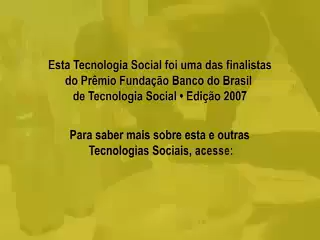 Esta Tecnologia Social foi uma das finalistas
do Prêmio Fundação Banco do Brasil
de Tecnologia Social • Edição 2007
Para saber mais sobre esta e outras
Tecnologias Sociais, acesse: